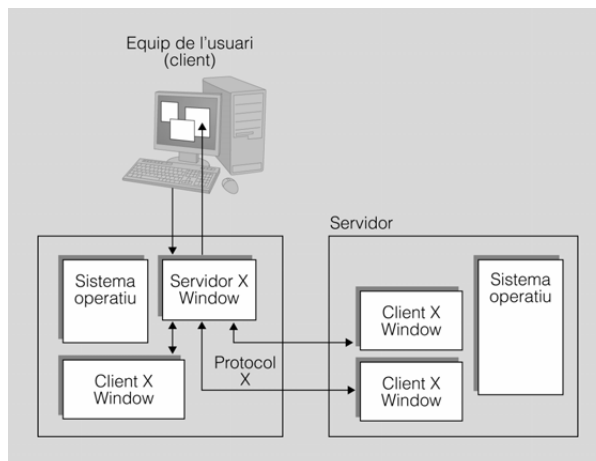 Equip de l'usuari
(client)
Servidor
Sistema
operatiu
Servidor X
Window
Client X
Window
Protocol
X
Client X
Window
Client X
Window
Sistema
operatiu